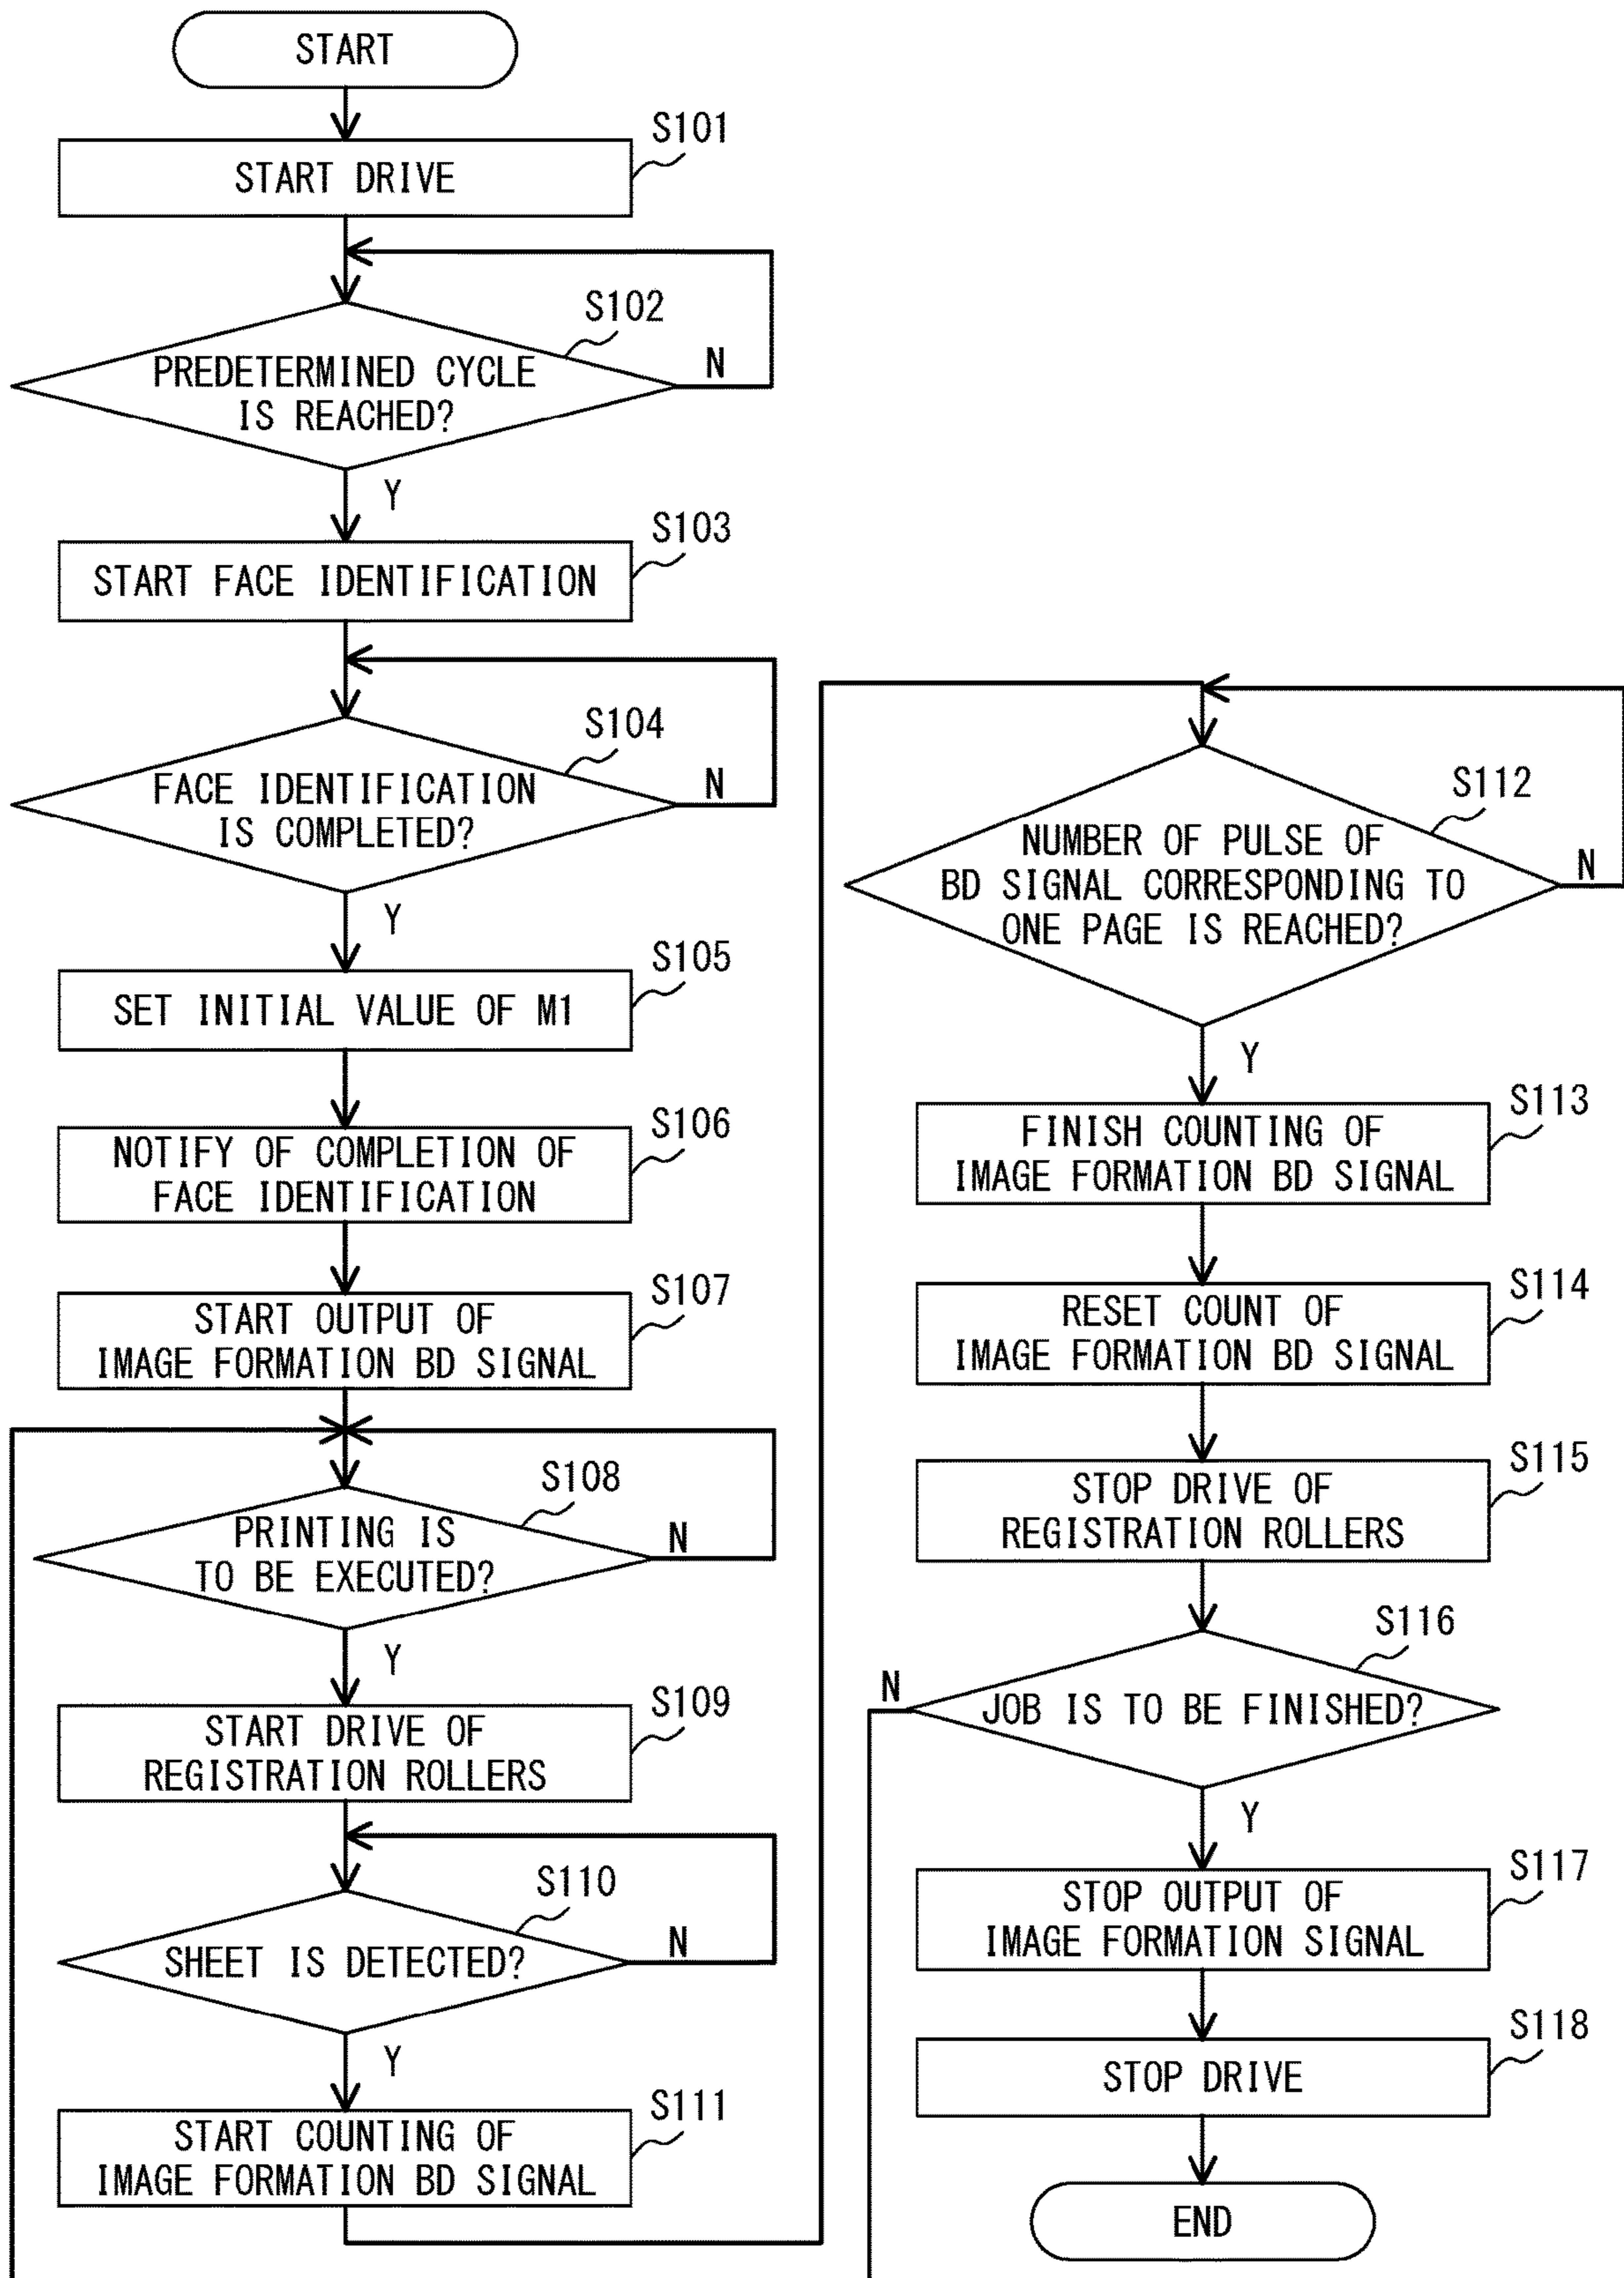 START
S101
START DRIVE
S102
PREDETERMINED CYCLE
IS REACHED?
N
Y
S103
START FACE IDENTIFICATION
S104
FACE IDENTIFICATION
IS COMPLETED?
N
Y
S105
SET INITIAL VALUE OF M1
S106
NOTIFY OF COMPLETION OF
FACE IDENTIFICATION
S107
START OUTPUT OF
IMAGE FORMATION BD SIGNAL
S108
PRINTING IS
TO BE EXECUTED?
N
Y
S109
START DRIVE OF
REGISTRATION ROLLERS
S110
SHEET IS DETECTED?
N
Y
S111
START COUNTING OF
IMAGE FORMATION BD SIGNAL
S112
NUMBER OF PULSE OF
BD SIGNAL CORRESPONDING TO
ONE PAGE IS REACHED?
N
Y
S113
FINISH COUNTING OF
IMAGE FORMATION BD SIGNAL
S114
RESET COUNT OF
IMAGE FORMATION BD SIGNAL
S115
STOP DRIVE OF
REGISTRATION ROLLERS
S116
N
JOB IS TO BE FINISHED?
Y
S117
STOP OUTPUT OF
IMAGE FORMATION SIGNAL
S118
STOP DRIVE
END